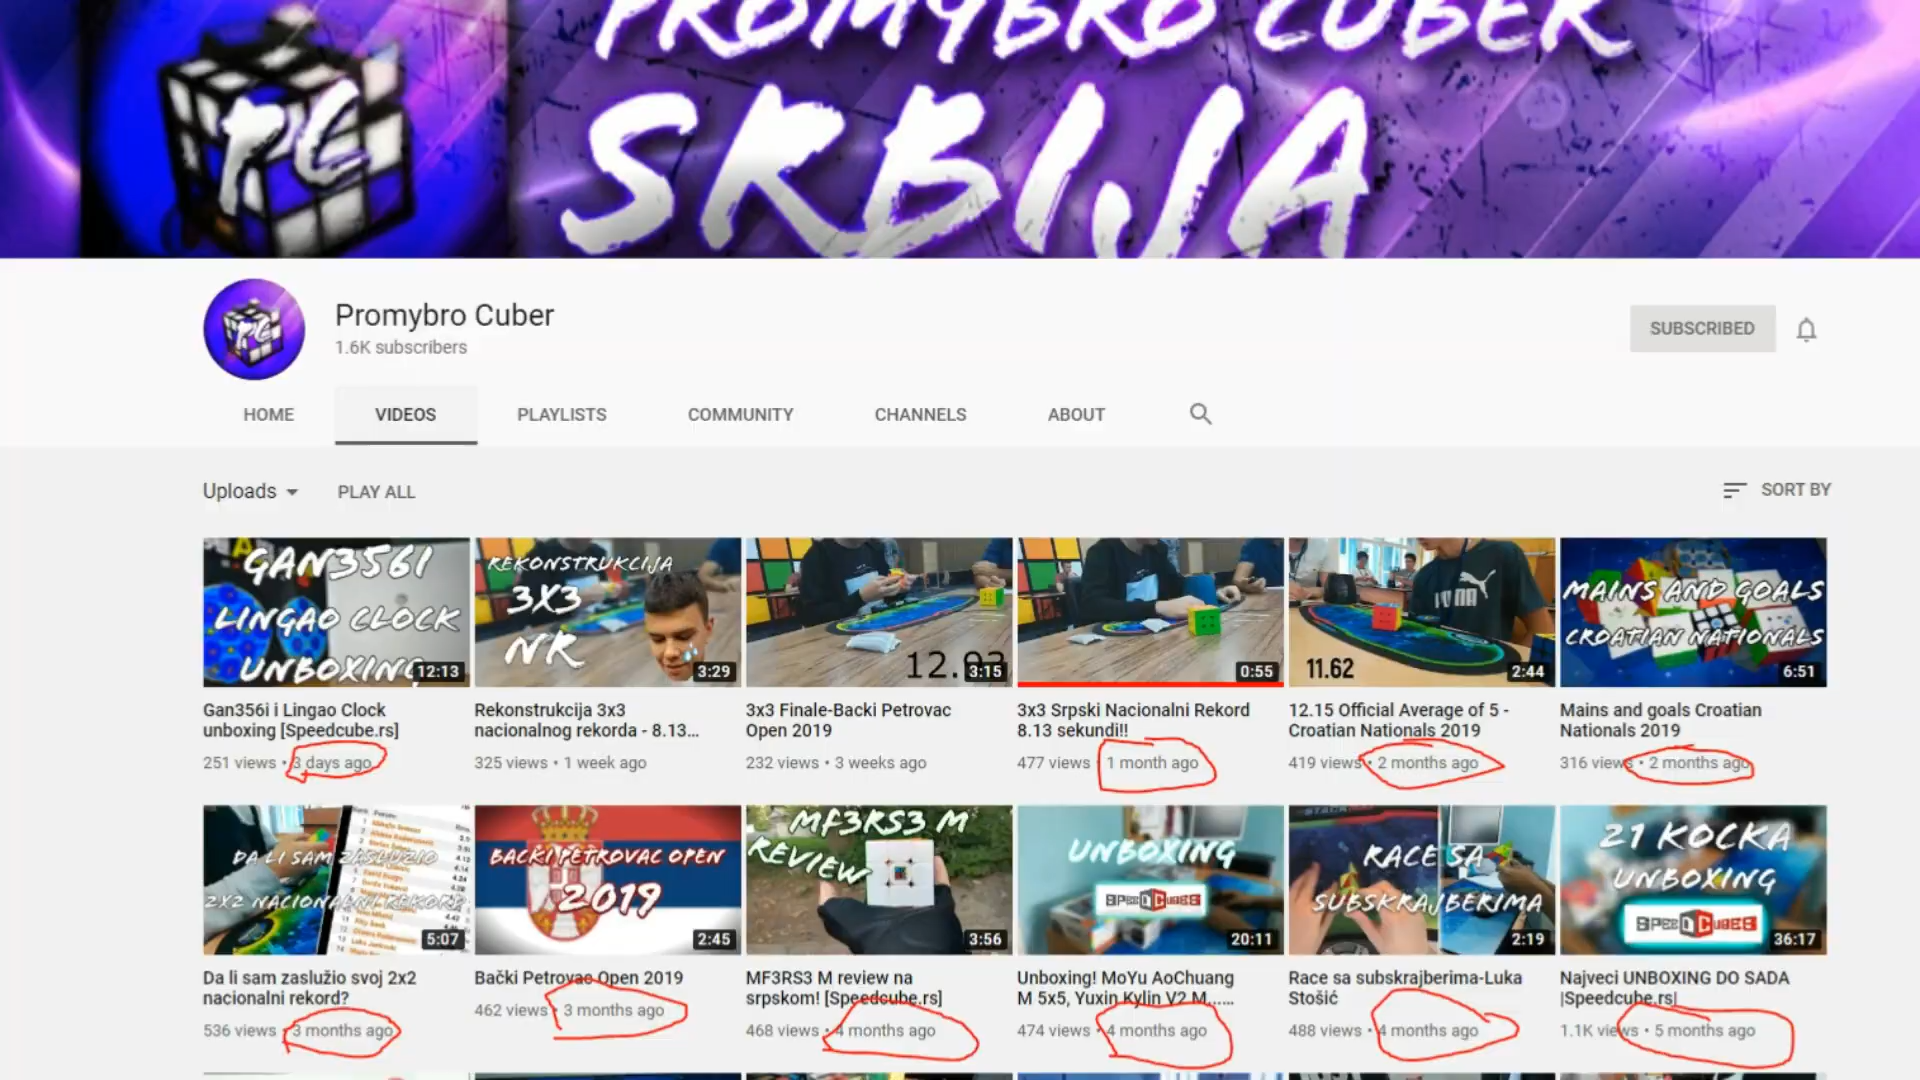 PROMYBRO CUBER
SRBIJA
PC
PC
Promybro Cuber
1.6K subscribers
SUBSCRIBED
HOME
VIDEOS
PLAYLISTS
COMMUNITY
CHANNELS
ABOUT
Uploads
PLAY ALL
SORT BY
GAN356I
LINGAO CLOCK
UNBOXING
12:13
REKONSTRUKCIJA
3X3
NR
3:29
3:15
0:55
PUMA
11.62
2:44
MAINS AND GOALS
CROATIAN NATIONALS
6:51
Gan356i i Lingao Clock
unboxing [Speedcube.rs]
251 views • 3 days ago
Rekonstrukcija 3x3
nacionalnog rekorda - 8.13...
325 views • 1 week ago
3x3 Finale-Backi Petrovac
Open 2019
232 views • 3 weeks ago
3x3 Srpski Nacionalni Rekord
8.13 sekundi!!
477 views • 1 month ago
12.15 Official Average of 5 -
Croatian Nationals 2019
419 views • 2 months ago
Mains and goals Croatian
Nationals 2019
316 views • 2 months ago
DA LI SAM ZASLUZIO
2X2 NACIONALNI REKORD
5:07
BACKI PETROVAC OPEN
2019
2:45
MF3RS3 M
REVIEW
3:56
UNBOXING
SPEEDCUBES
20:11
RACE SA
SUBSKRAJBERIMA
2:19
21 KOCKA
UNBOXING
SPEEDCUBES
36:17
Da li sam zaslužio svoj 2x2
nacionalni rekord?
536 views • 3 months ago
Bački Petrovac Open 2019
462 views • 3 months ago
MF3RS3 M review na
srpskom! [Speedcube.rs]
468 views • 4 months ago
Unboxing! MoYu AoChuang
M 5x5, Yuxin Kylin V2 M......
474 views • 4 months ago
Race sa subskrajberima-Luka
Stošić
488 views • 4 months ago
Najveci UNBOXING DO SADA
|Speedcube.rs|
1.1K views • 5 months ago